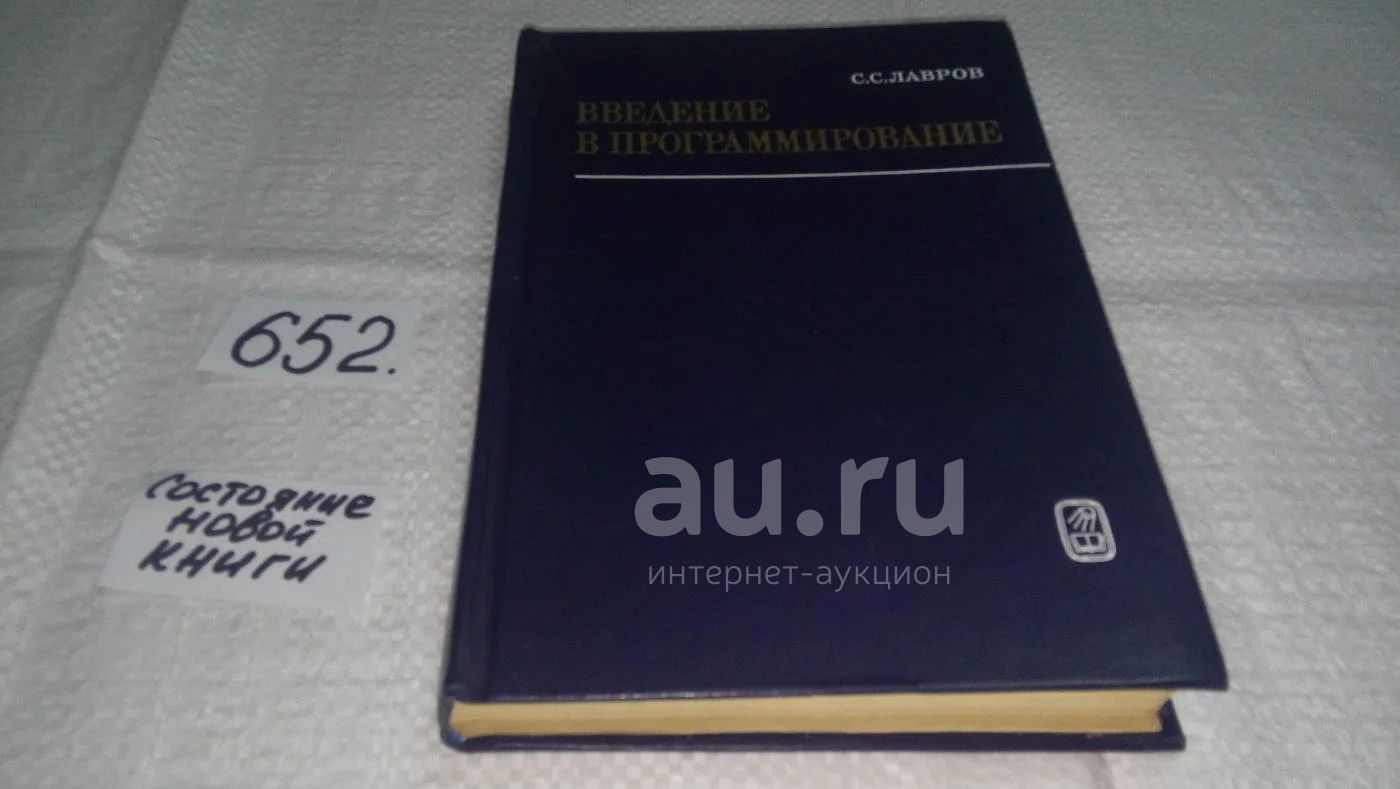 С.С.ЛАВРОВ
ВВЕДЕНИЕ
В ПРОГРАММИРОВАНИЕ
652.
состояние
новой
книги
au.ru
интернет-аукцион